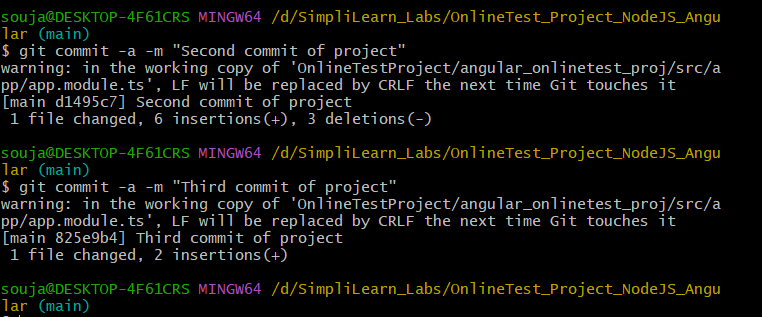 souja@DESKTOP-4F61CRS MINGW64 /d/SimpliLearn_Labs/OnlineTest_Project_NodeJS_Angu
lar (main)
$ git commit -a -m "Second commit of project"
warning: in the working copy of 'OnlineTestProject/angular_onlinetest_proj/src/a
pp/app.module.ts', LF will be replaced by CRLF the next time Git touches it
[main d1495c7] Second commit of project
 1 file changed, 6 insertions(+), 3 deletions(-)
souja@DESKTOP-4F61CRS MINGW64 /d/SimpliLearn_Labs/OnlineTest_Project_NodeJS_Angu
lar (main)
$ git commit -a -m "Third commit of project"
warning: in the working copy of 'OnlineTestProject/angular_onlinetest_proj/src/a
pp/app.module.ts', LF will be replaced by CRLF the next time Git touches it
[main 825e9b4] Third commit of project
 1 file changed, 2 insertions(+)
souja@DESKTOP-4F61CRS MINGW64 /d/SimpliLearn_Labs/OnlineTest_Project_NodeJS_Angu
lar (main)